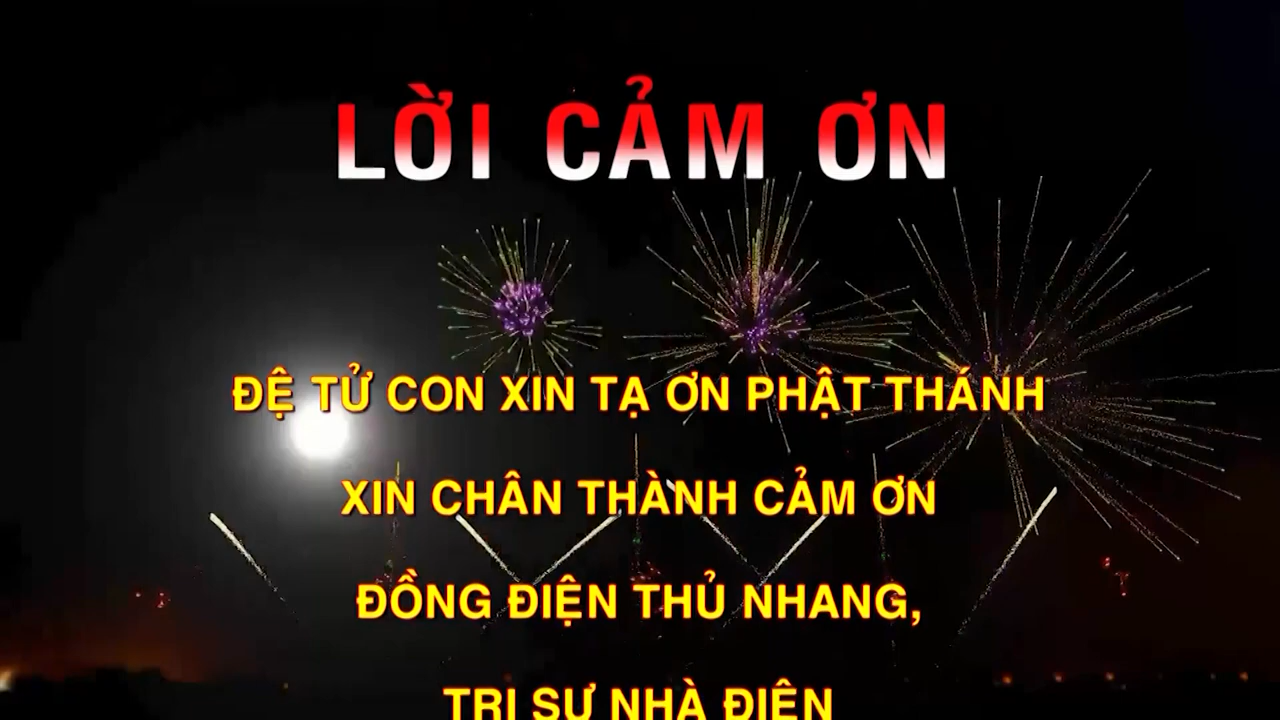 LỜI CẢM ƠN
ĐỆ TỬ CON XIN TẠ ƠN PHẬT THÁNH
XIN CHÂN THÀNH CẢM ƠN
ĐỒNG ĐIỆN THỦ NHANG,
TRỊ SỰ NHÀ ĐIỆN